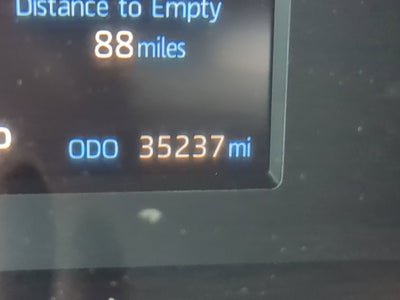 Distance to Empty
88 miles
ODO 35237 mi